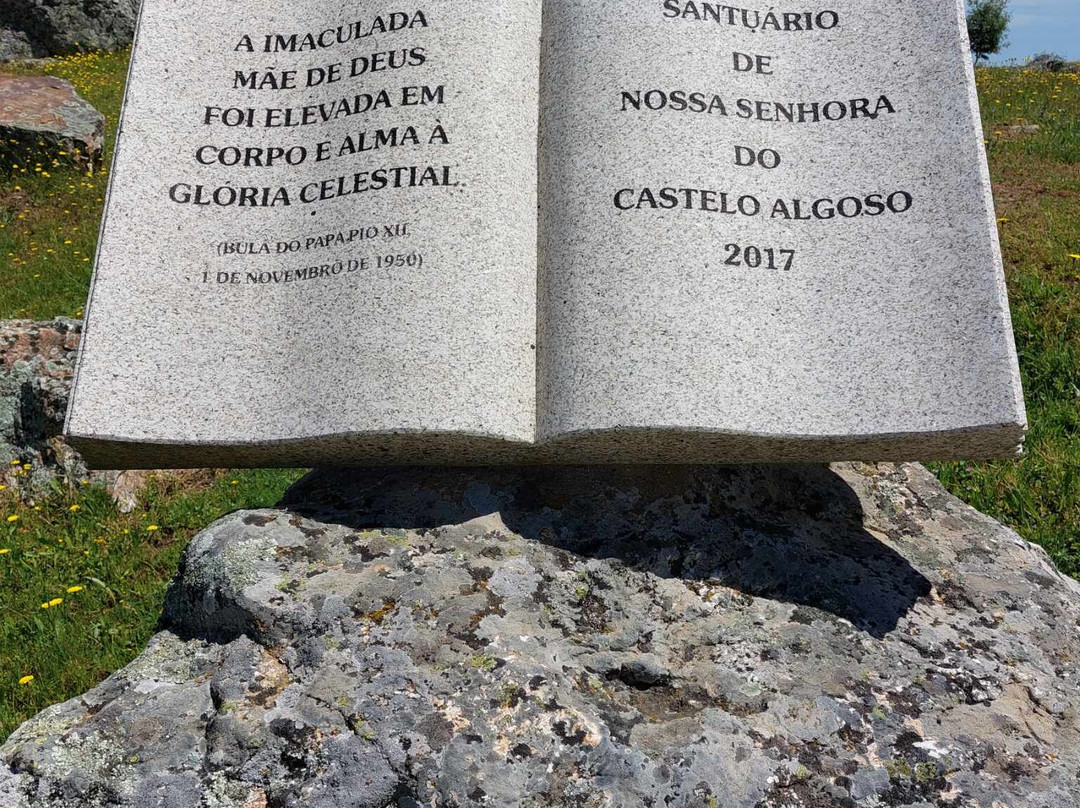 A IMACULADA
MÃE DE DEUS
FOI ELEVADA EM
CORPO E ALMA À
GLÓRIA CELESTIAL
(BULA DO PAPA PIO XII,
1 DE NOVEMBRO DE 1950)
SANTUÁRIO
DE
NOSSA SENHORA
DO
CASTELO ALGOSO
2017